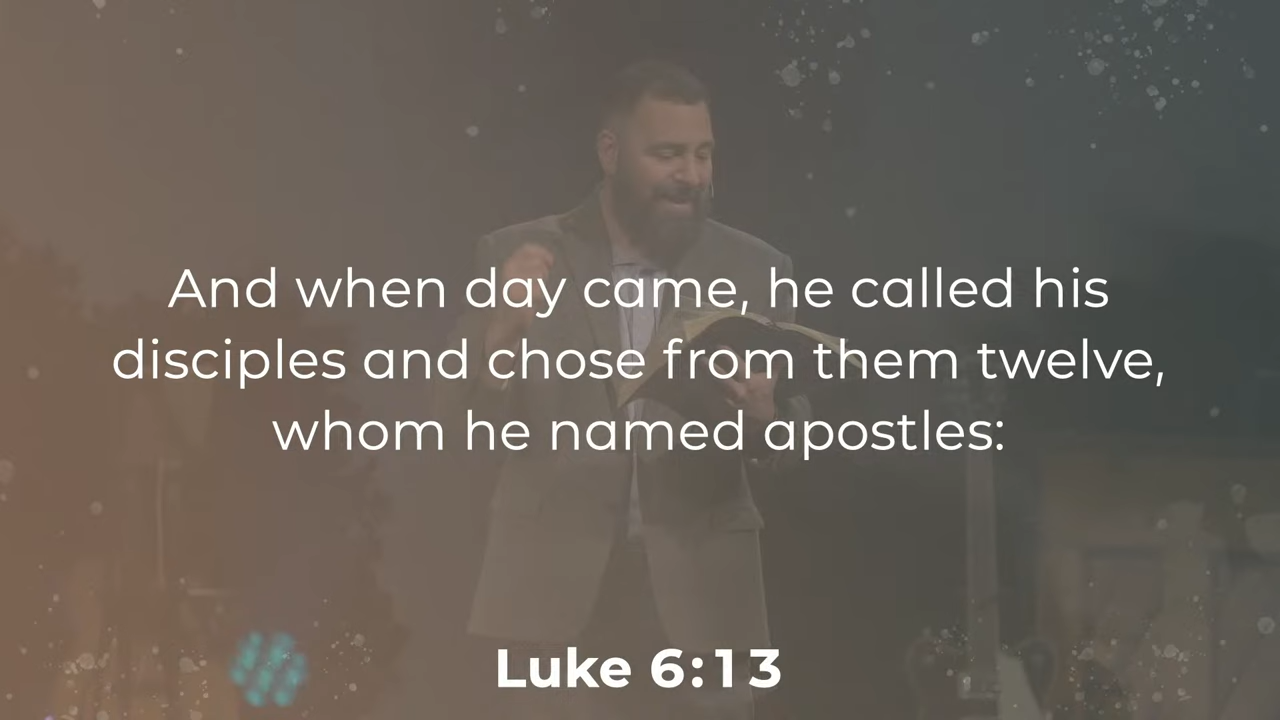 And when day came, he called his
disciples and chose from them twelve,
whom he named apostles:
Luke 6:13